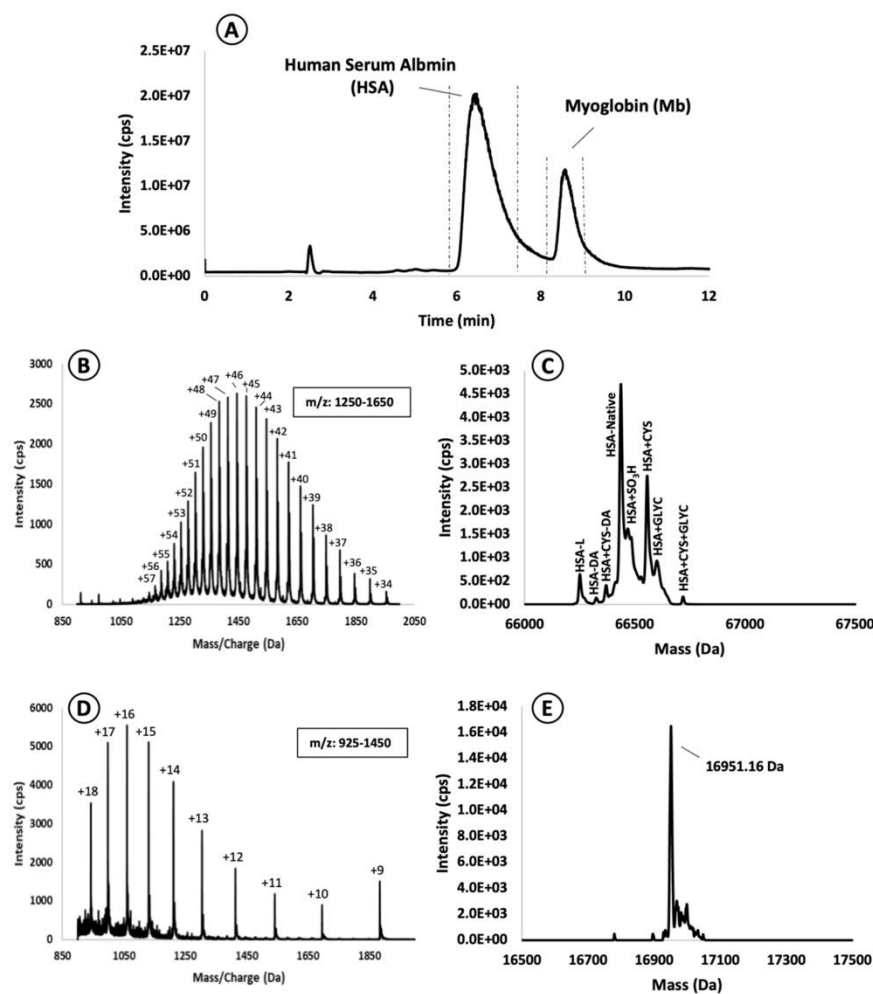 A
Human Serum Albmin
(HSA)
Myoglobin (Mb)
Intensity (cps)
2.5E+07
2.0E+07
1.5E+07
1.0E+07
5.0E+06
0.0E+00
0 2 4 6 8 10 12
Time (min)
B
m/z: 1250-1650
Intensity (cps)
3000
2500
2000
1500
1000
500
0
+57
+56
+55
+54
+53
+52
+51
+50
+49
+48
+47
+46
+45
+44
+43
+42
+41
+40
+39
+38
+37
+36
+35
+34
850 1050 1250 1450 1650 1850 2050
Mass/Charge (Da)
C
Intensity (cps)
5.0E+03
4.5E+03
4.0E+03
3.5E+03
3.0E+03
2.5E+03
2.0E+03
1.5E+03
1.0E+03
5.0E+02
0.0E+00
HSA-L
HSA-DA
HSA+CYS-DA
HSA-Native
HSA+SO₃H
HSA+CYS
HSA+GLYC
HSA+CYS+GLYC
66000 66500 67000 67500
Mass (Da)
D
m/z: 925-1450
Intensity (cps)
6000
5000
4000
3000
2000
1000
0
+18
+17
+16
+15
+14
+13
+12
+11
+10
+9
850 1050 1250 1450 1650 1850
Mass/Charge (Da)
E
Intensity (cps)
1.8E+04
1.6E+04
1.4E+04
1.2E+04
1.0E+04
8.0E+03
6.0E+03
4.0E+03
2.0E+03
0.0E+00
16951.16 Da
16500 16700 16900 17100 17300 17500
Mass (Da)